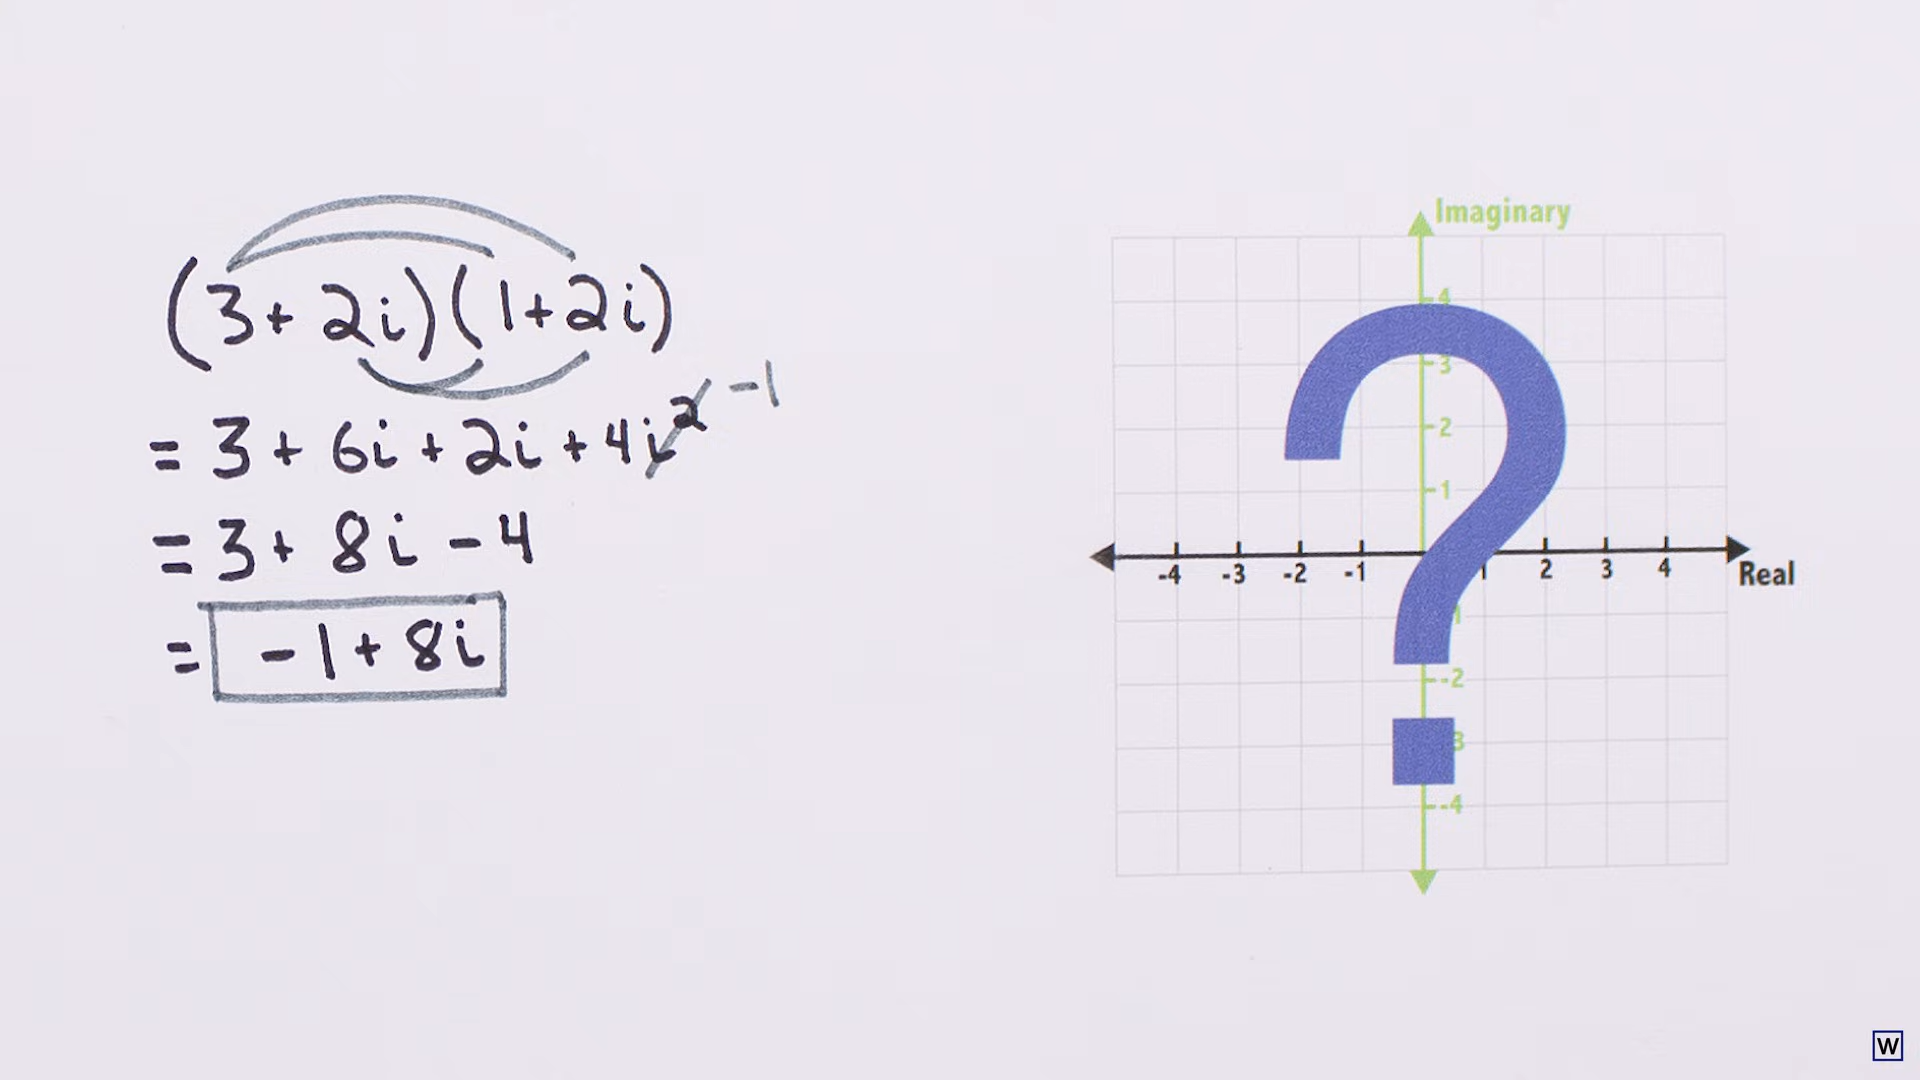 (3+ 2i)(1+2i)
= 3 + 6i + 2i + 4i² -1
= 3+ 8i - 4
= -1 + 8i
Imaginary
4
3
2
1
-4 -3 -2 -1 1 2 3 4
Real
1
-2
3
-4
?
W